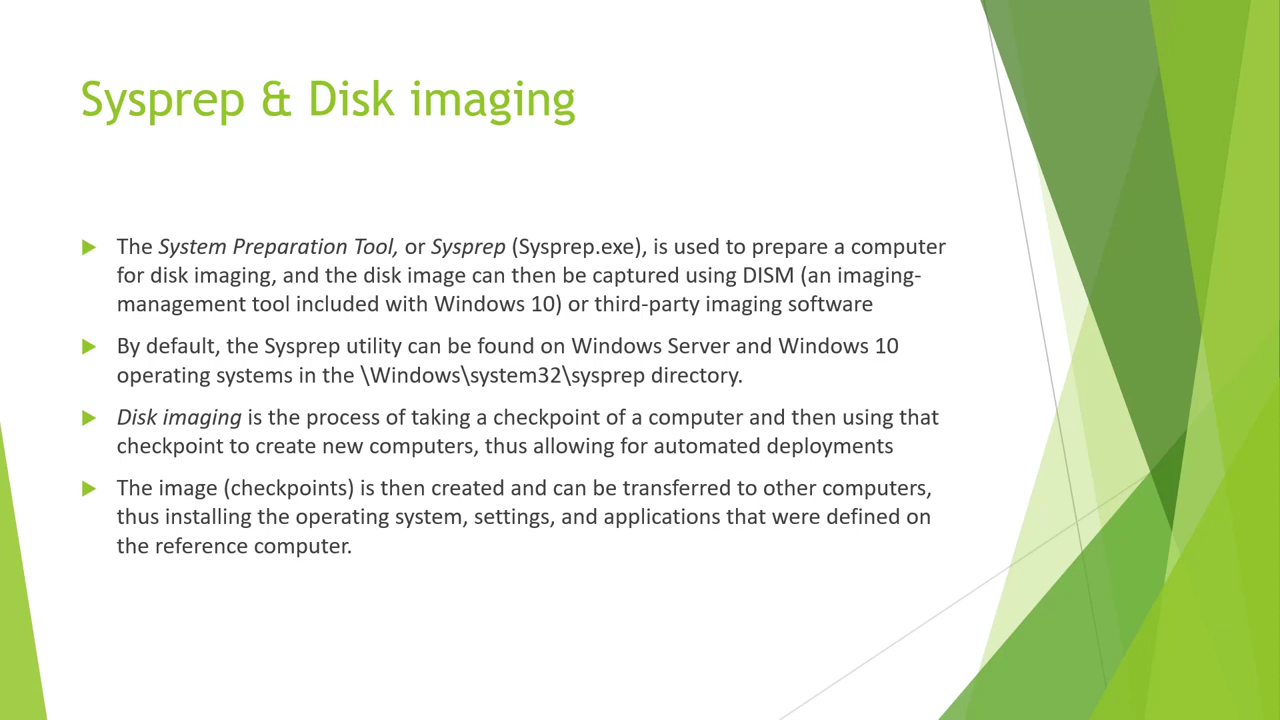 Sysprep & Disk imaging
The System Preparation Tool, or Sysprep (Sysprep.exe), is used to prepare a computer
for disk imaging, and the disk image can then be captured using DISM (an imaging-
management tool included with Windows 10) or third-party imaging software
By default, the Sysprep utility can be found on Windows Server and Windows 10
operating systems in the \Windows\system32\sysprep directory.
Disk imaging is the process of taking a checkpoint of a computer and then using that
checkpoint to create new computers, thus allowing for automated deployments
The image (checkpoints) is then created and can be transferred to other computers,
thus installing the operating system, settings, and applications that were defined on
the reference computer.